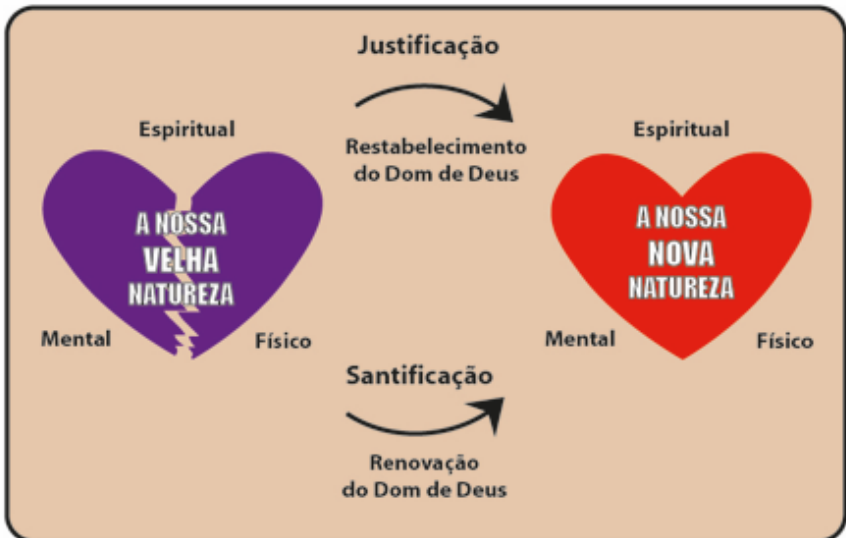 Justificação
Restabelecimento
do Dom de Deus
Espiritual
A NOSSA
VELHA
NATUREZA
Mental
Físico
Espiritual
A NOSSA
NOVA
NATUREZA
Mental
Físico
Santificação
Renovação
do Dom de Deus